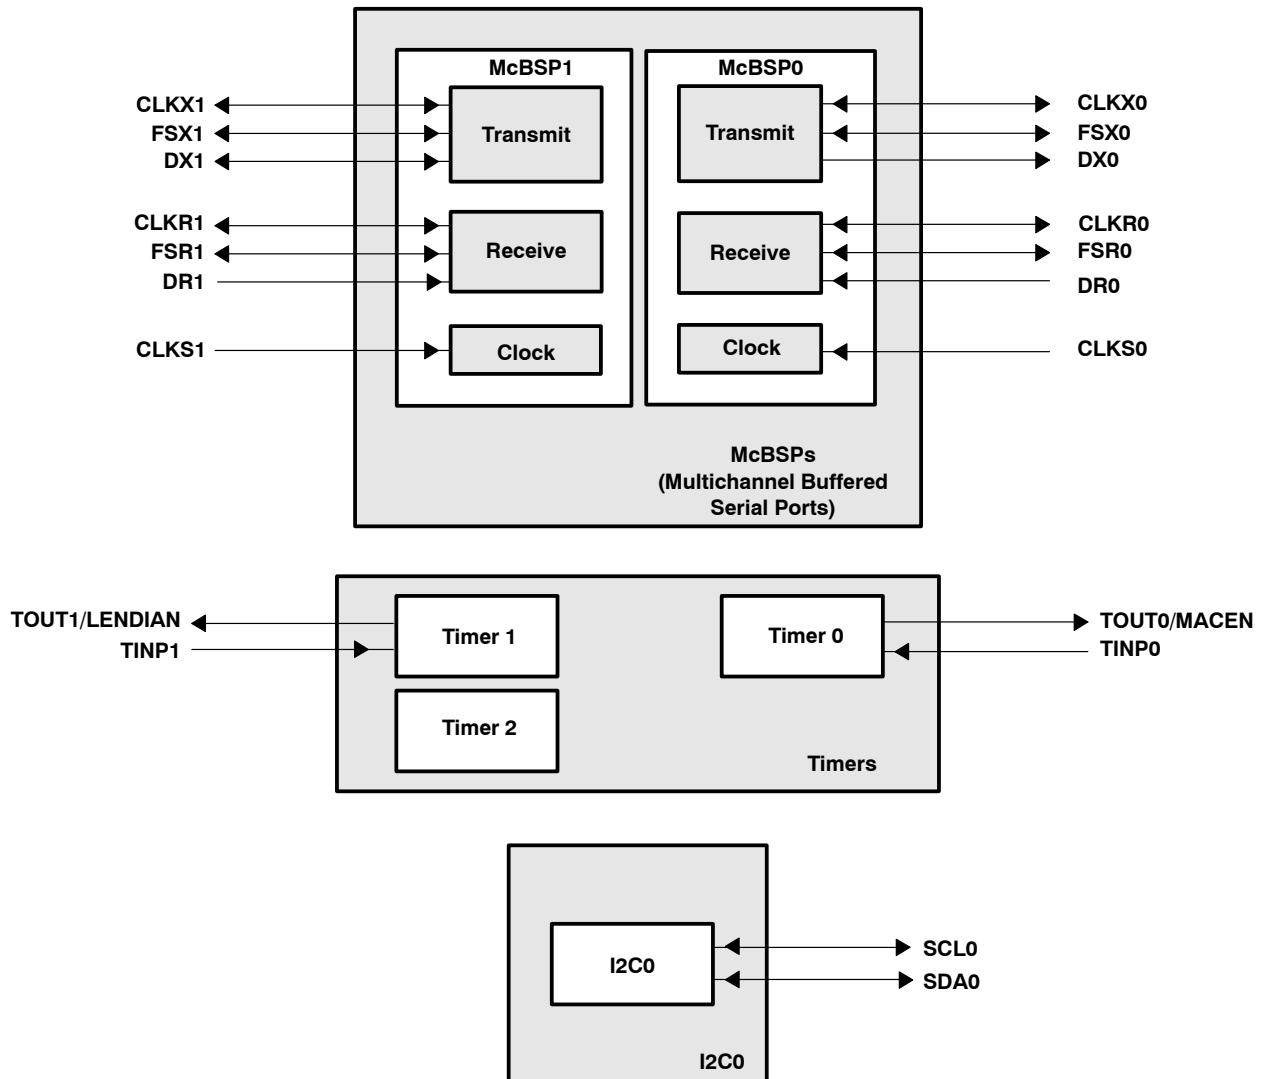 McBSP1
McBSP0
CLKX1
FSX1
DX1
Transmit
Transmit
CLKX0
FSX0
DX0
CLKR1
FSR1
DR1
Receive
Receive
CLKR0
FSR0
DR0
CLKS1
Clock
Clock
CLKS0
McBSPs
(Multichannel Buffered
Serial Ports)
TOUT1/LENDIAN
TINP1
Timer 1
Timer 0
TOUT0/MACEN
TINP0
Timer 2
Timers
I2C0
SCL0
SDA0
I2C0